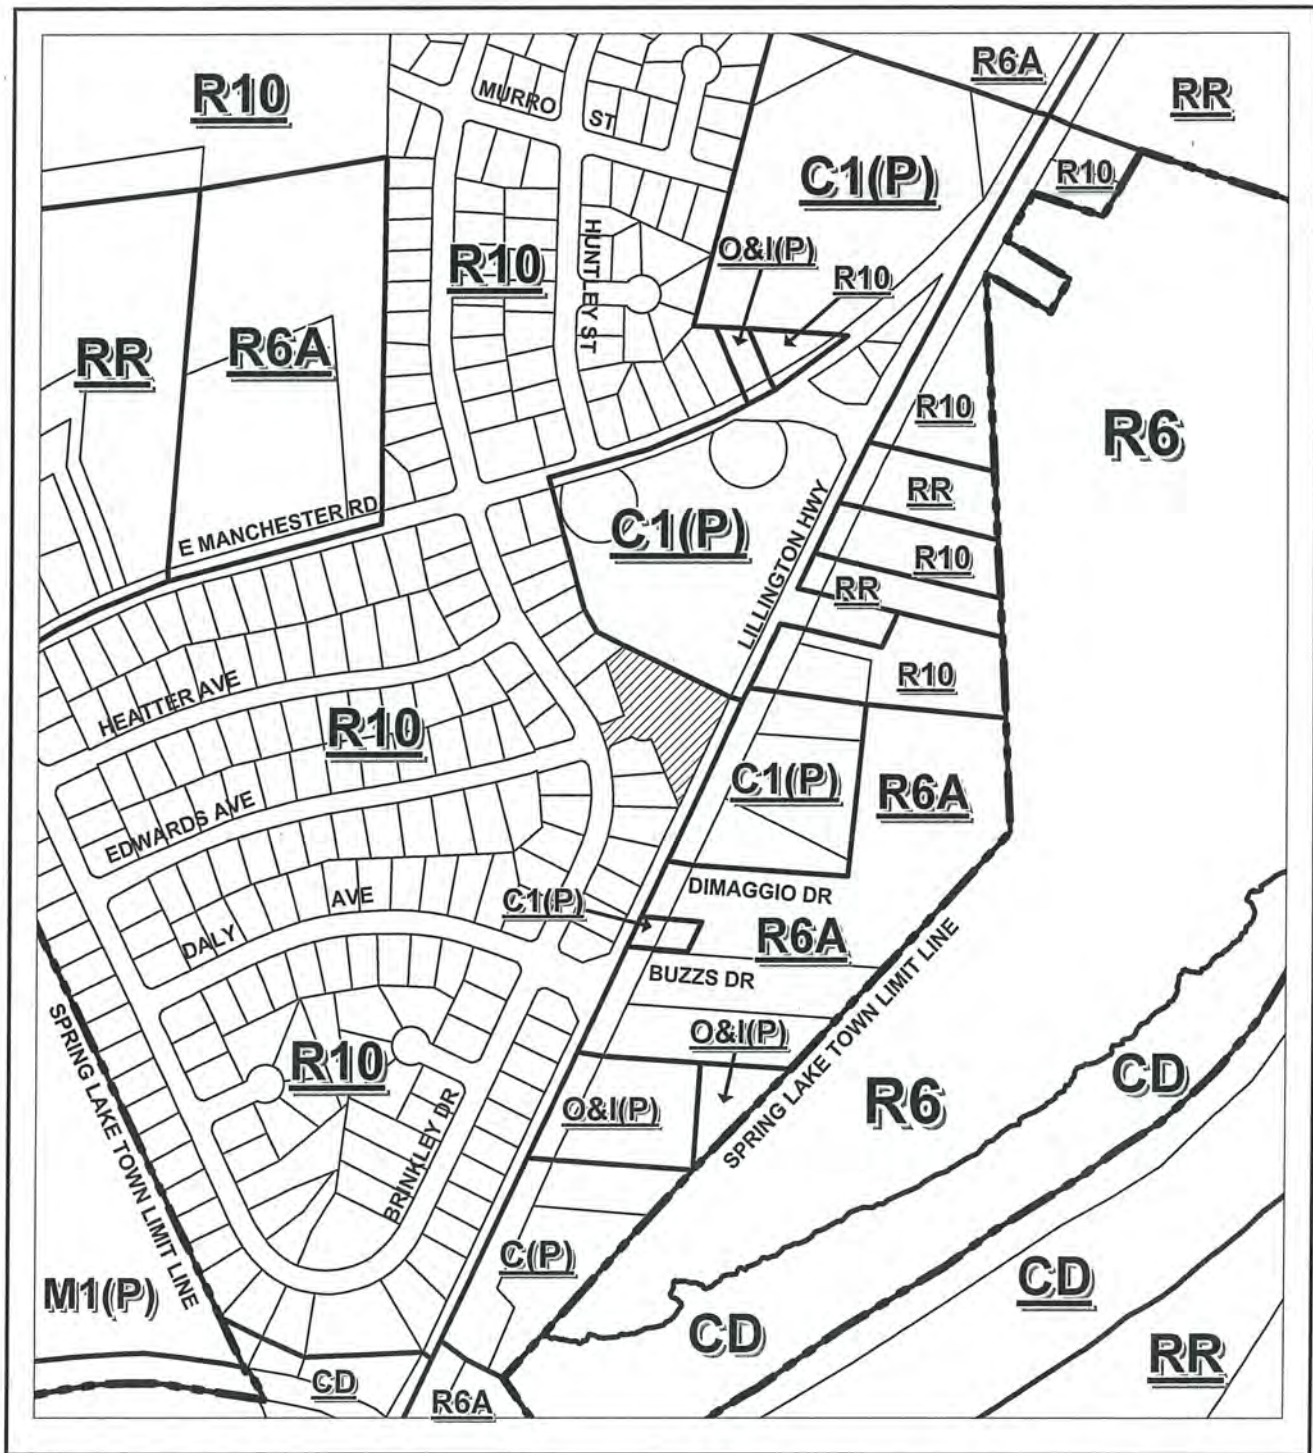 R6A
RR
R10
MURRO
ST
C1(P)
R10
O&I(P)
R10
R10
HUNTLEY ST
RR
R6A
R10
R6
RR
E MANCHESTER RD
C1(P)
R10
RR
LILLINGTON HWY
R10
HEATTER AVE
R10
C1(P)
R6A
EDWARDS AVE
DIMAGGIO DR
AVE
C1(P)
DALY
R6A
BUZZS DR
SPRING LAKE TOWN LIMIT LINE
O&I(P)
SPRING LAKE TOWN LIMIT LINE
R10
CD
R6
O&I(P)
BRINKLEY DR
C(P)
M1(P)
CD
CD
RR
CD
R6A